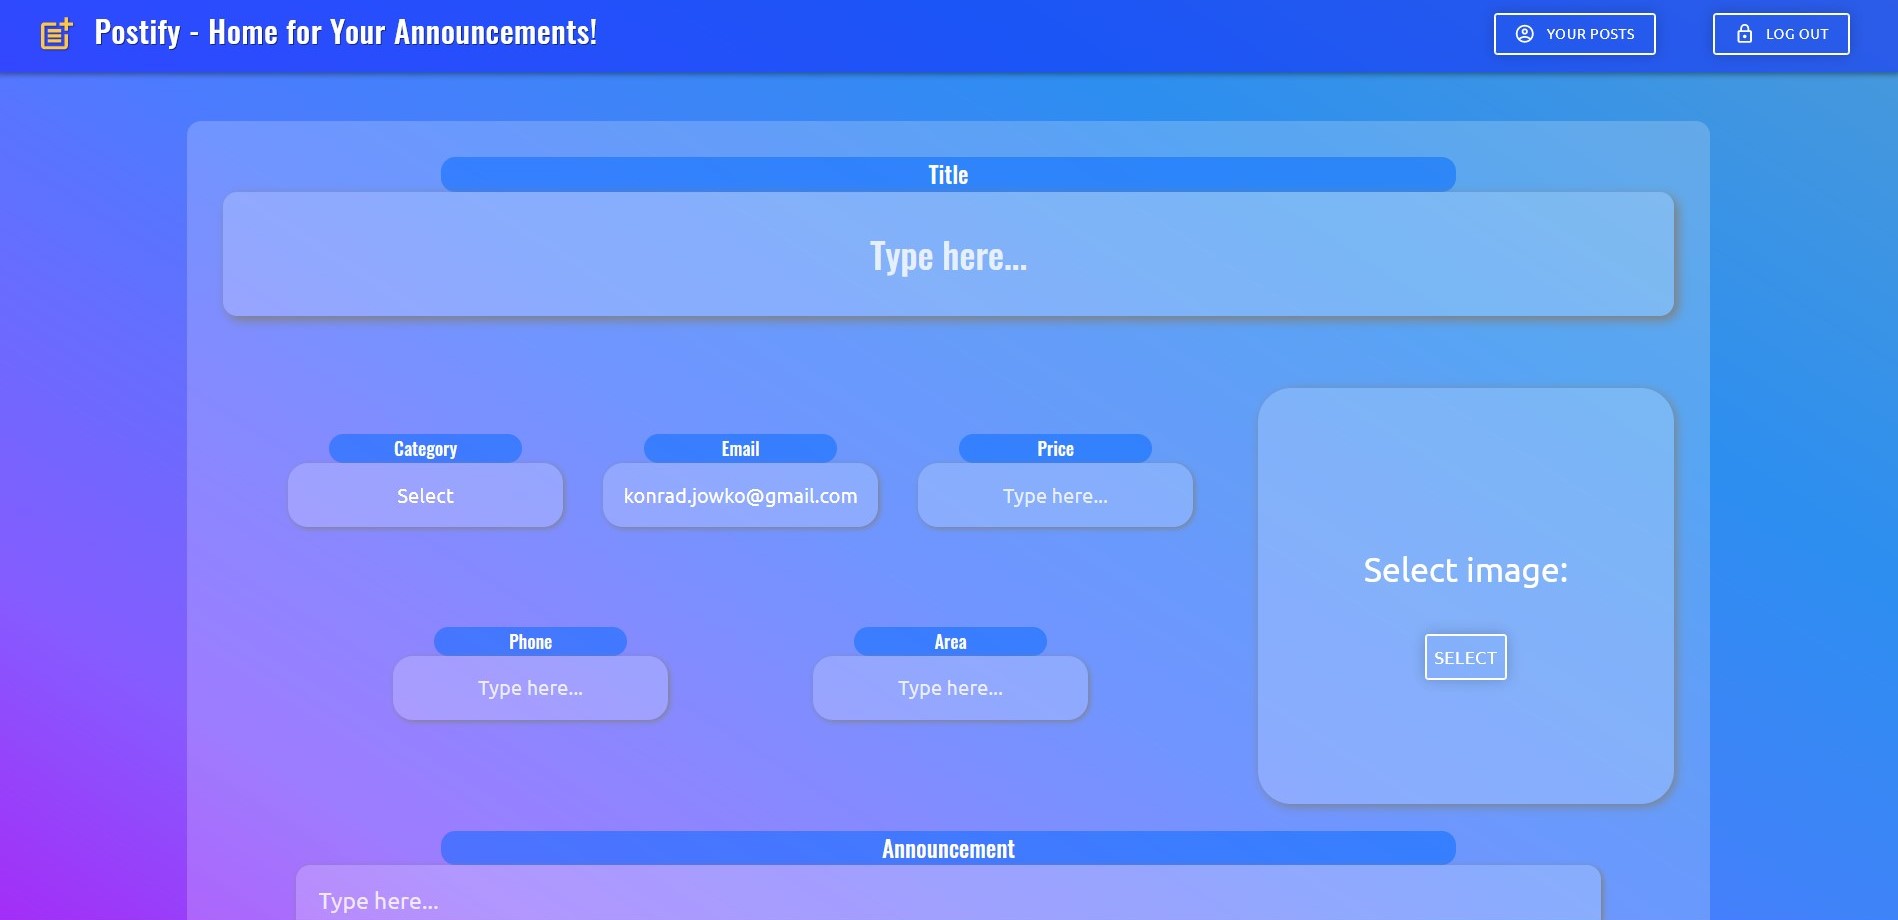 Postify - Home for Your Announcements!
YOUR POSTS
LOG OUT
Title
Type here...
Category
Select
Email
konrad.jowko@gmail.com
Price
Type here...
Phone
Type here...
Area
Type here...
Select image:
SELECT
Announcement
Type here...